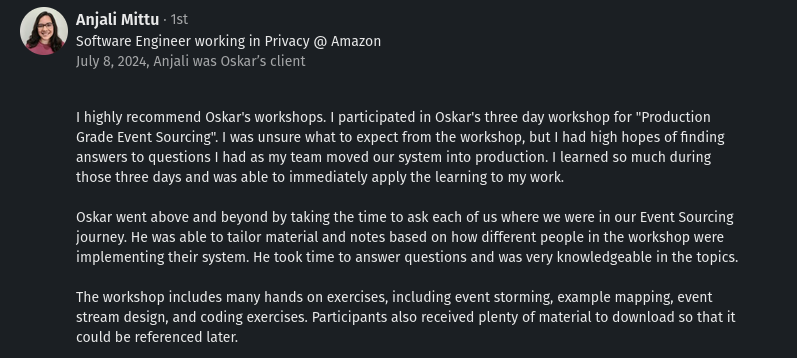 Anjali Mittu · 1st
Software Engineer working in Privacy @ Amazon
July 8, 2024, Anjali was Oskar's client
I highly recommend Oskar's workshops. I participated in Oskar's three day workshop for "Production
Grade Event Sourcing". I was unsure what to expect from the workshop, but I had high hopes of finding
answers to questions I had as my team moved our system into production. I learned so much during
those three days and was able to immediately apply the learning to my work.
Oskar went above and beyond by taking the time to ask each of us where we were in our Event Sourcing
journey. He was able to tailor material and notes based on how different people in the workshop were
implementing their system. He took time to answer questions and was very knowledgeable in the topics.
The workshop includes many hands on exercises, including event storming, example mapping, event
stream design, and coding exercises. Participants also received plenty of material to download so that it
could be referenced later.